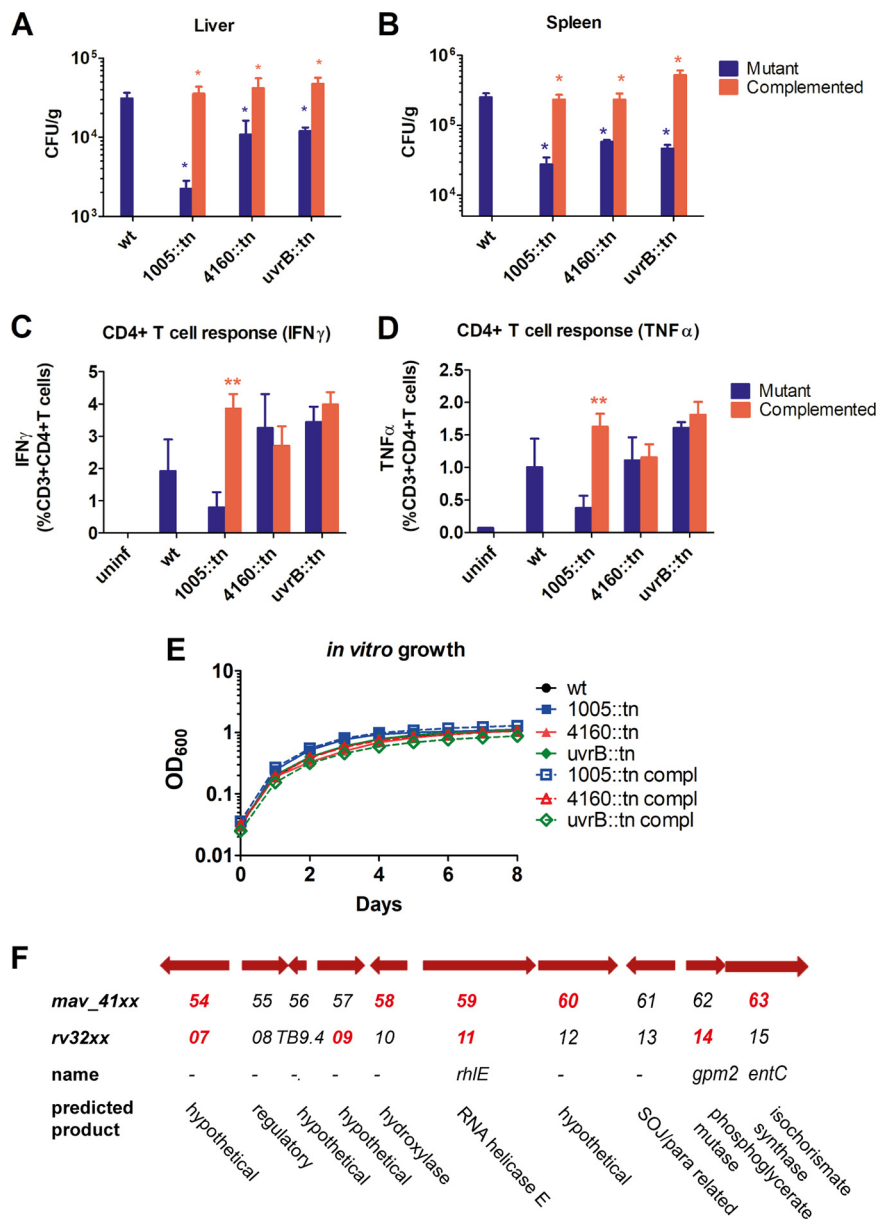 A
Liver
CFU/g
10^5
10^4
10^3
*
*
*
*
*
*
wt
1005::tn
4160::tn
uvrB::tn
B
Spleen
CFU/g
10^6
10^5
10^4
*
*
*
*
*
*
wt
1005::tn
4160::tn
uvrB::tn
Mutant
Complemented
C
CD4+ T cell response (IFNγ)
IFNγ
(%CD3+CD4+T cells)
5
4
3
2
1
0
**
uninf
wt
1005::tn
4160::tn
uvrB::tn
D
CD4+ T cell response (TNF α)
TNFα
(%CD3+CD4+T cells)
2.5
2.0
1.5
1.0
0.5
0.0
**
uninf
wt
1005::tn
4160::tn
uvrB::tn
Mutant
Complemented
E
in vitro growth
OD600
10
1
0.1
0.01
0 2 4 6 8
Days
wt
1005::tn
4160::tn
uvrB::tn
1005::tn compl
4160::tn compl
uvrB::tn compl
F
mav_41xx 54 55 56 57 58 59 60 61 62 63
rv32xx 07 08 TB9.4 09 10 11 12 13 14 15
name - - -. - - rhlE - - gpm2 entC
predicted
product
hypothetical
regulatory
hypothetical
hypothetical
hydroxylase
RNA helicase E
hypothetical
SOJ/para related
phosphoglycerate
mutase
isochorismate
synthase